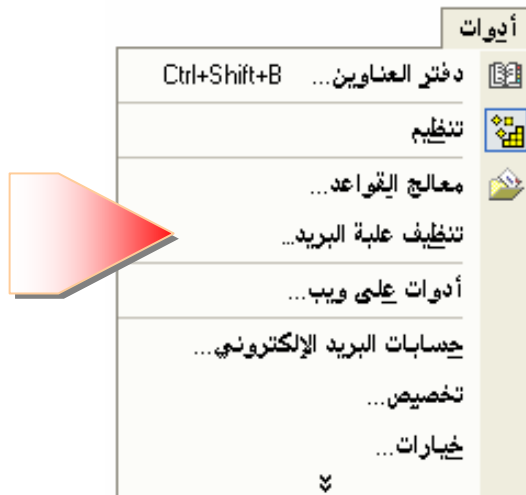 أدوات
دفتر العناوين... Ctrl+Shift+B
تنظيم
معالج القواعد...
تنظيف علبة البريد...
أدوات على ويب...
حسابات البريد الإلكتروني...
تخصيص...
خيارات...